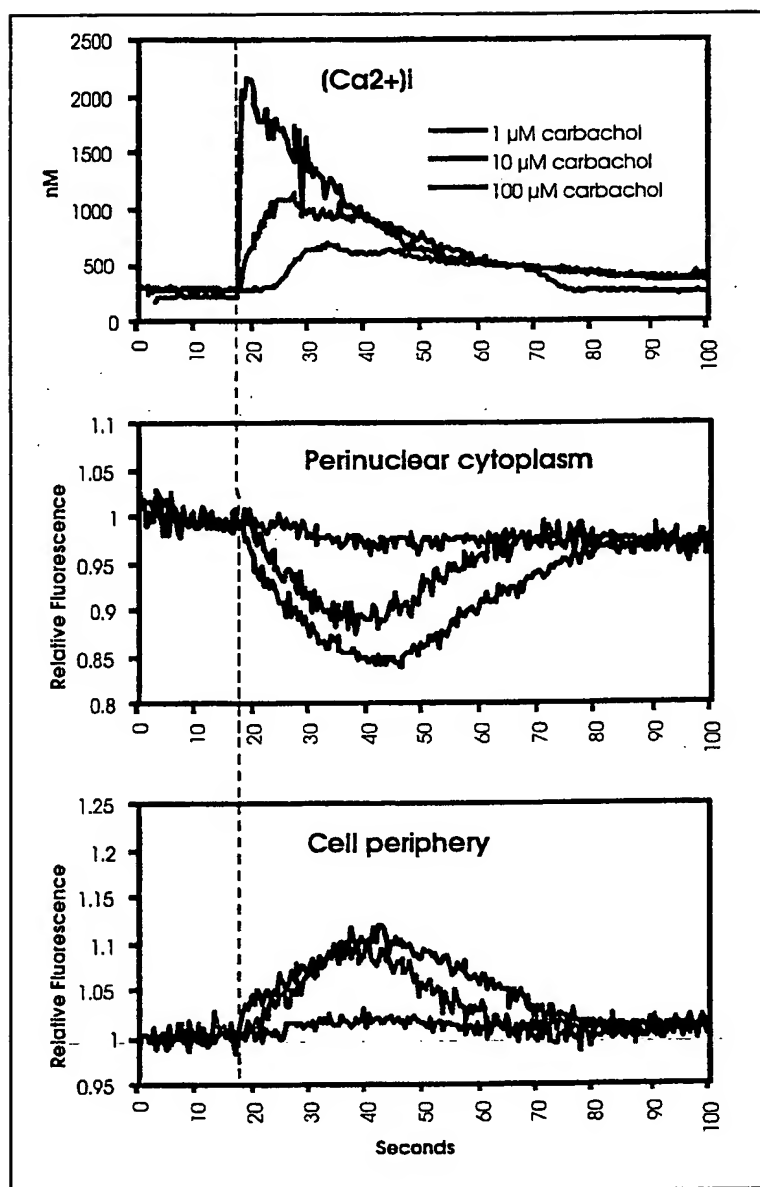 2500
2000
1500
1000
500
0
nM
(Ca2+)i
1 µM carbachol
10 µM carbachol
100 µM carbachol
0 10 20 30 40 50 60 70 80 90 100
1.1
1.05
1
0.95
0.9
0.85
0.8
Relative Fluorescence
Perinuclear cytoplasm
0 10 20 30 40 50 60 70 80 90 100
1.25
1.2
1.15
1.1
1.05
1
0.95
Relative Fluorescence
Cell periphery
0 10 20 30 40 50 60 70 80 90 100
Seconds